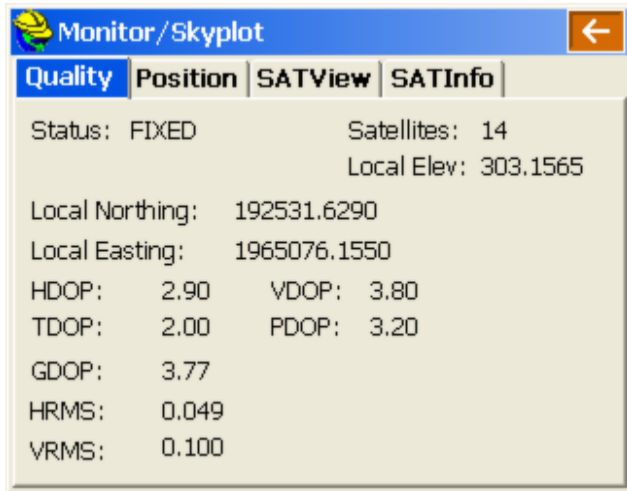 Monitor/Skyplot
Quality Position SATView SATInfo
Status: FIXED Satellites: 14
Local Elev: 303.1565
Local Northing: 192531.6290
Local Easting: 1965076.1550
HDOP: 2.90 VDOP: 3.80
TDOP: 2.00 PDOP: 3.20
GDOP: 3.77
HRMS: 0.049
VRMS: 0.100